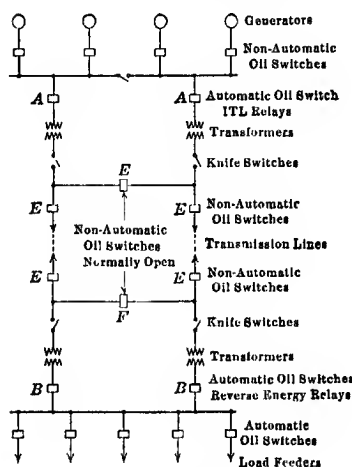 Generators
Non-Automatic
Oil Switches
A
A
Automatic Oil Switch
ITL Relays
Transformers
Knife Switches
E
E
E
Non-Automatic
Oil Switches
Non-Automatic
Oil Switches
Normally Open
Transmission Lines
E
E
Non-Automatic
Oil Switches
F
Knife Switches
Transformers
B
B
Automatic Oil Switches
Reverse Energy Relays
Automatic
Oil Switches
Load Feeders